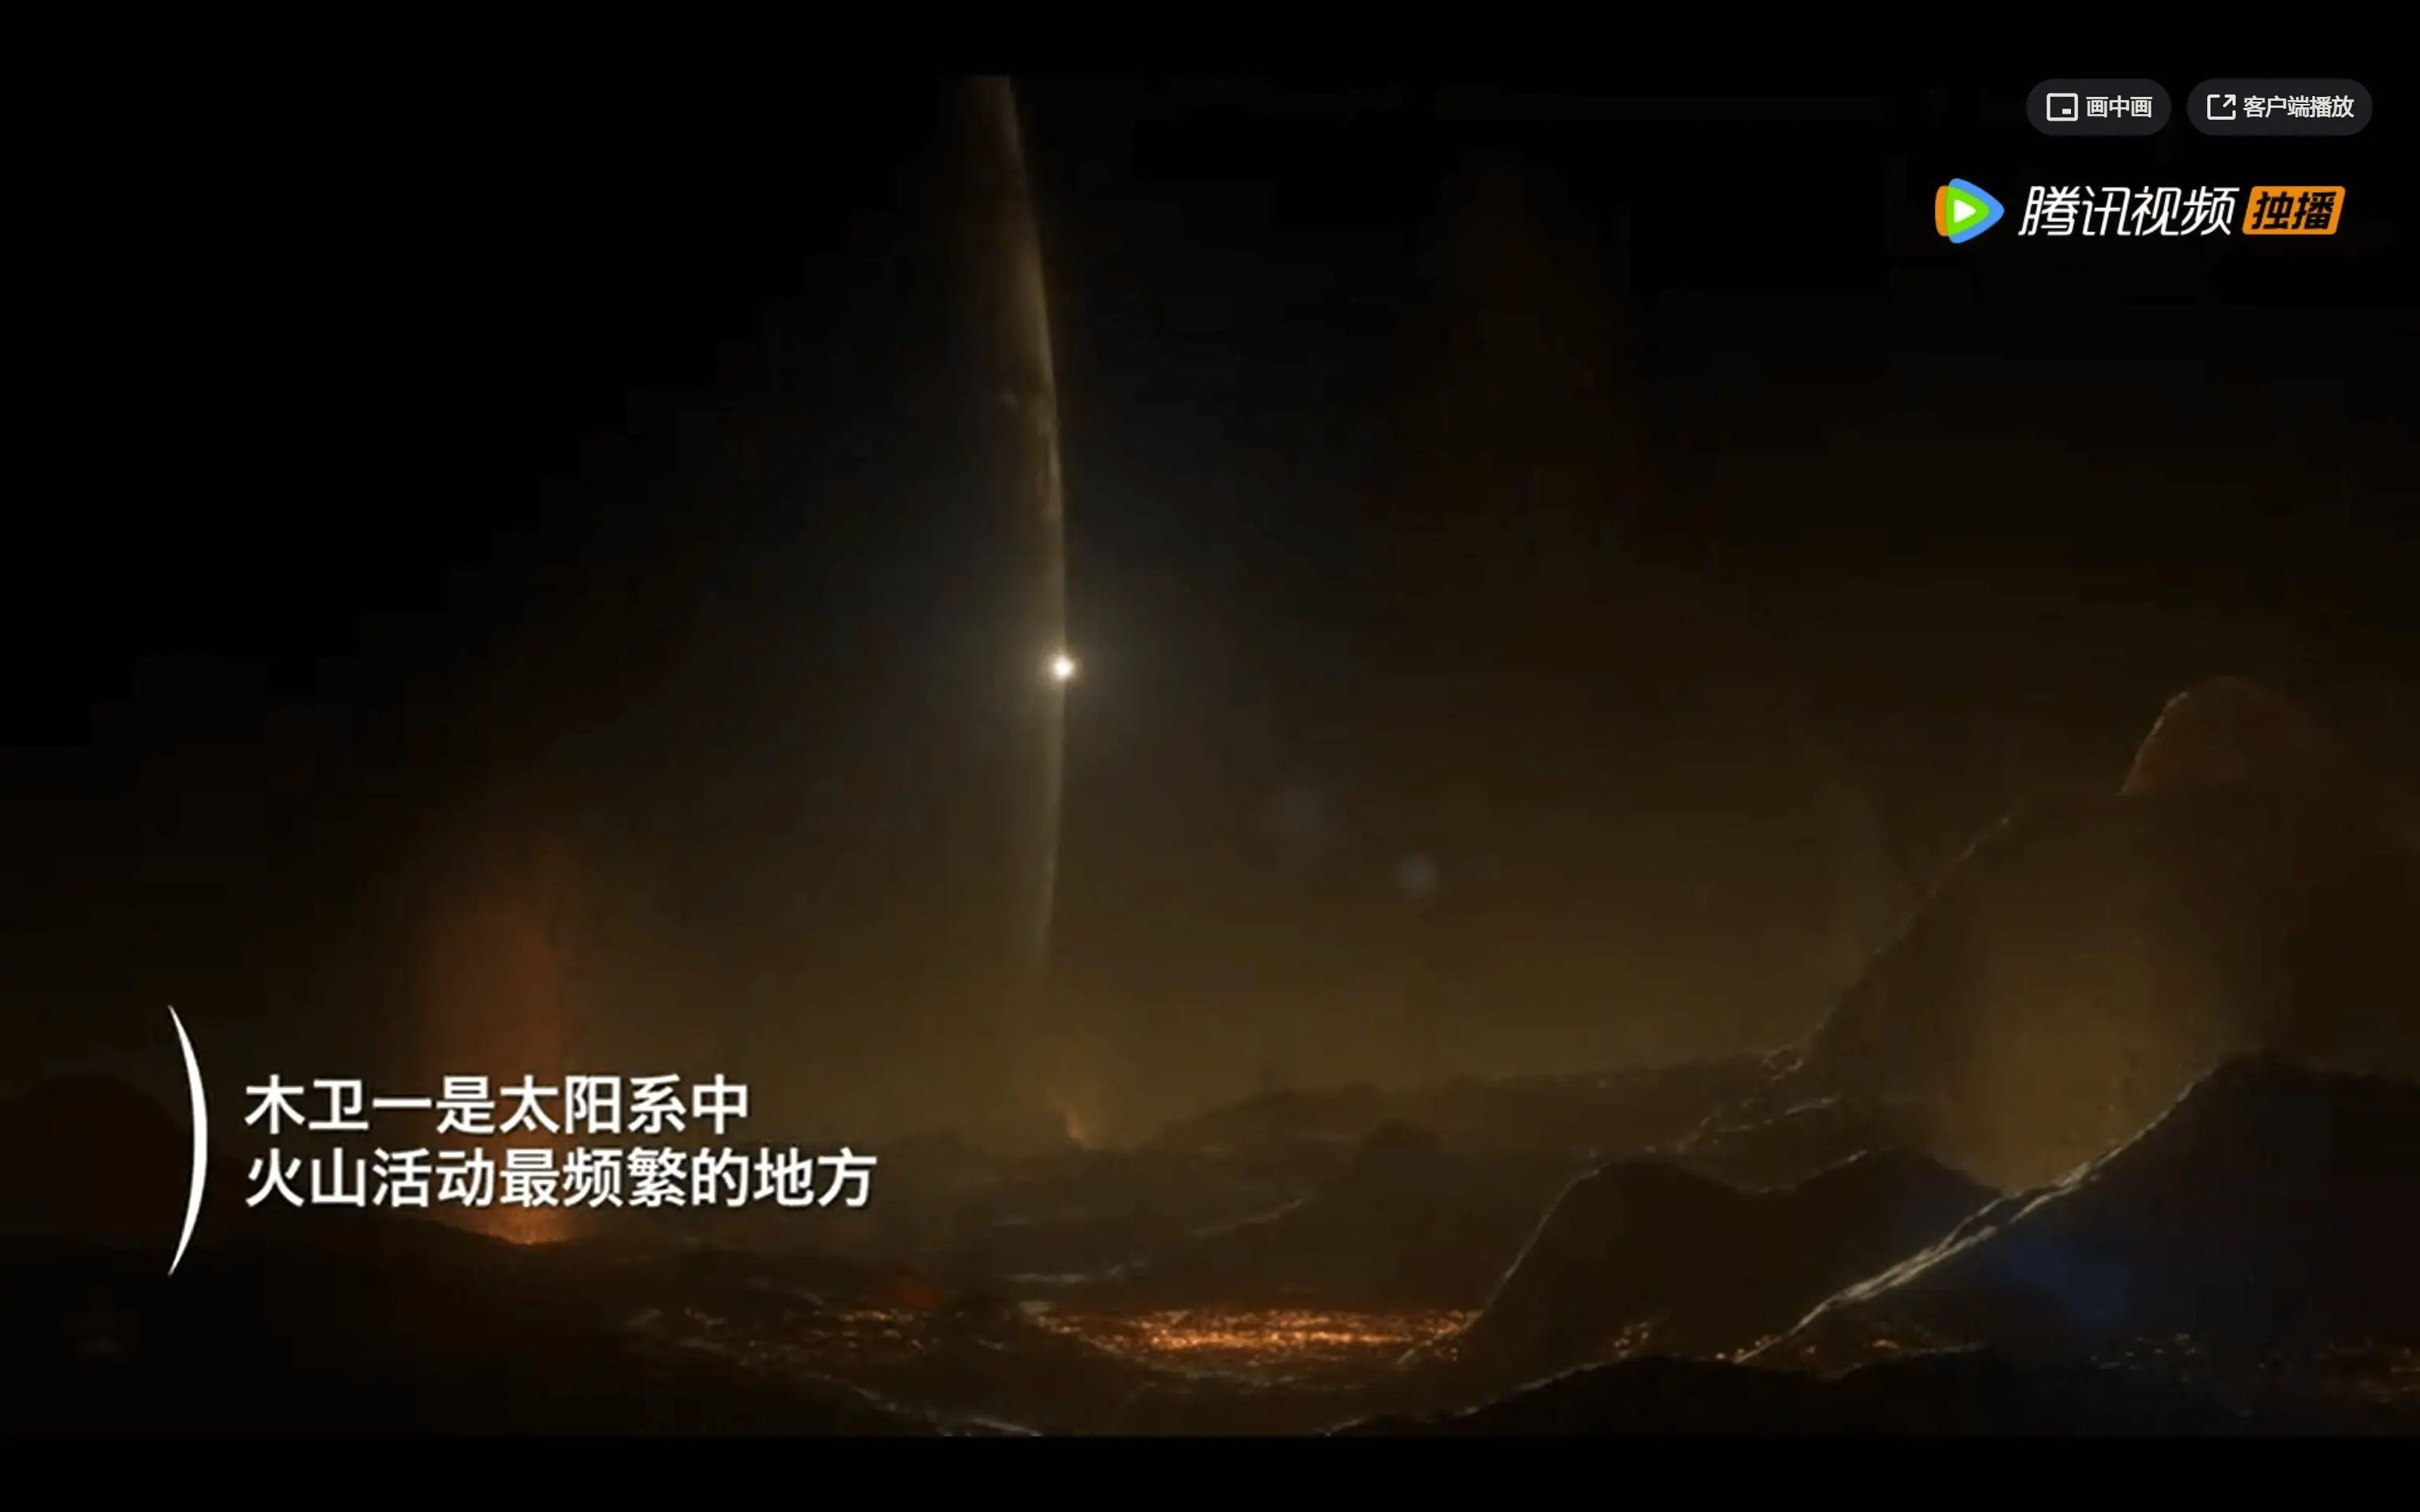 画中画 客户端播放
腾讯视频 独播
木卫一是太阳系中
火山活动最频繁的地方